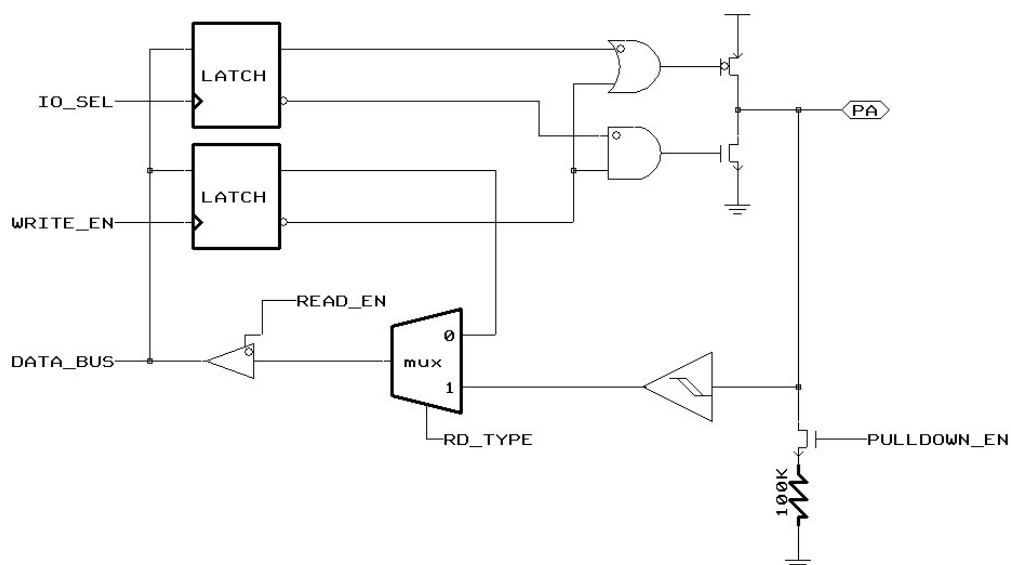 LATCH
IO_SEL
PA
LATCH
WRITE_EN
READ_EN
0
DATA_BUS
mux
1
RD_TYPE
PULLDOWN_EN
100K